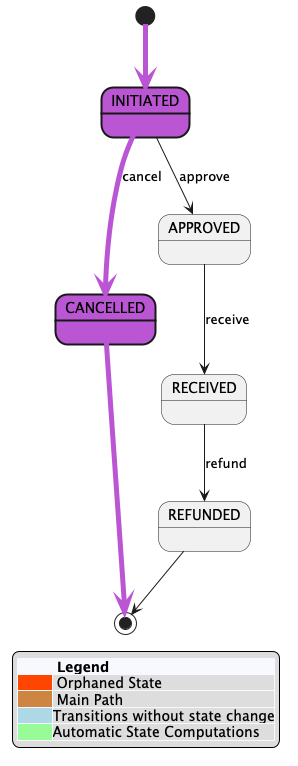 INITIATED
cancel
approve
APPROVED
CANCELLED
receive
RECEIVED
refund
REFUNDED
Legend
Orphaned State
Main Path
Transitions without state change
Automatic State Computations